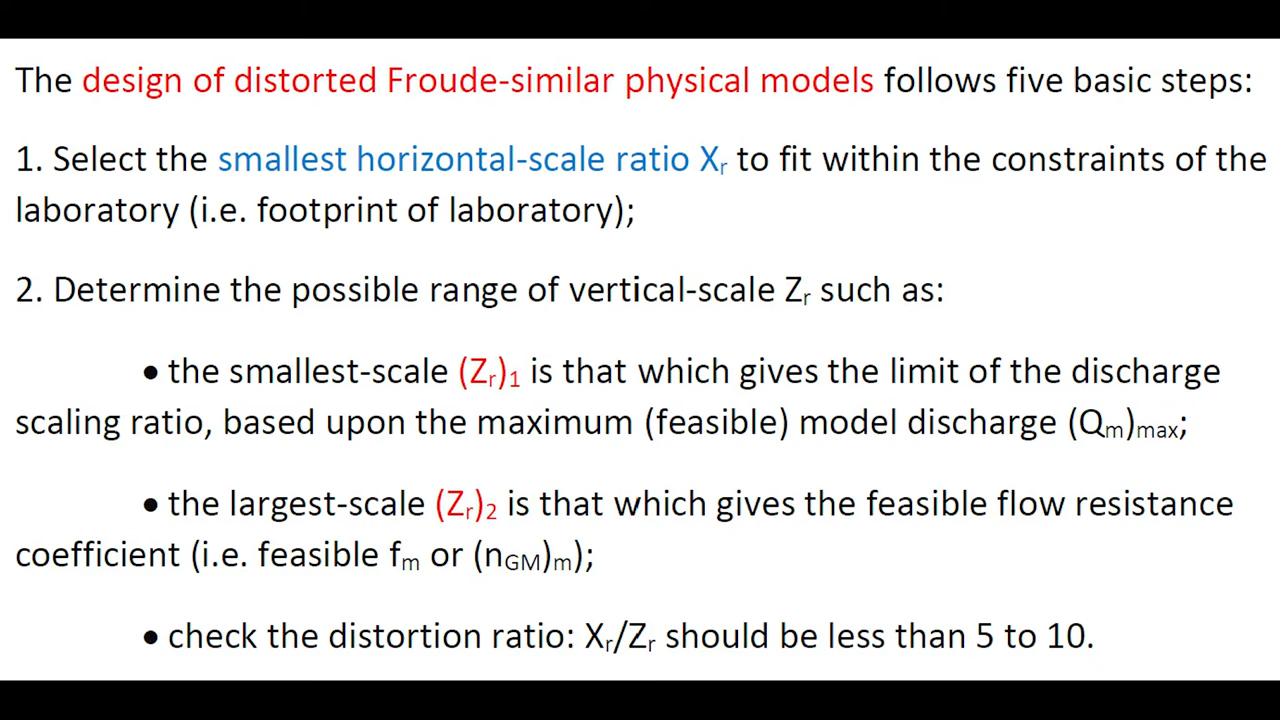 The design of distorted Froude-similar physical models follows five basic steps:
1. Select the smallest horizontal-scale ratio Xr to fit within the constraints of the
laboratory (i.e. footprint of laboratory);
2. Determine the possible range of vertical-scale Zr such as:
• the smallest-scale (Zr)1 is that which gives the limit of the discharge
scaling ratio, based upon the maximum (feasible) model discharge (Qm)max;
• the largest-scale (Zr)2 is that which gives the feasible flow resistance
coefficient (i.e. feasible fm or (nGM)m);
• check the distortion ratio: Xr/Zr should be less than 5 to 10.